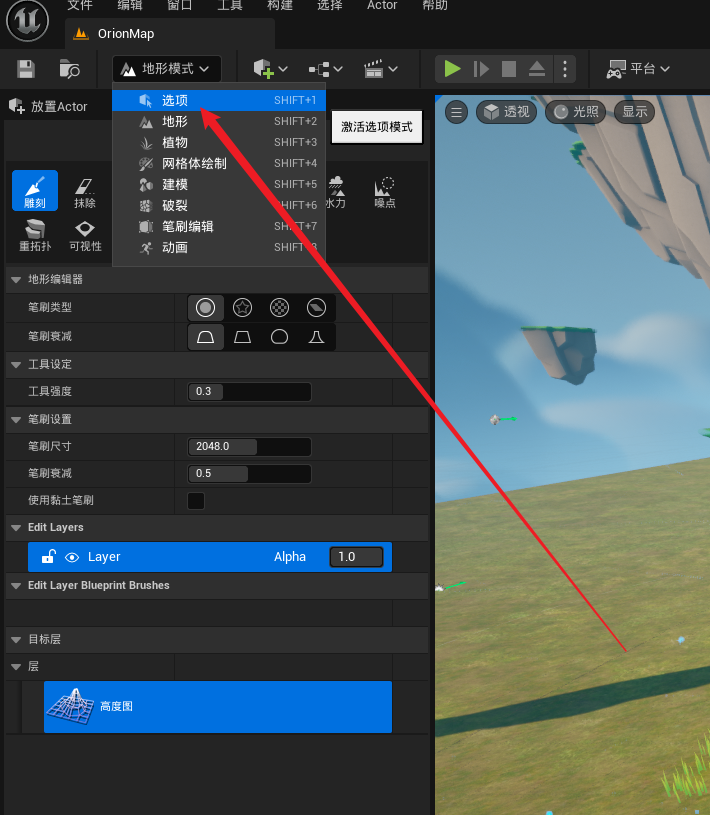 文件 编辑 窗口 工具 构建 选择 Actor 帮助
OrionMap
地形模式 平台
放置Actor
选项 SHIFT+1
地形 SHIFT+2
植物 SHIFT+3
网格体绘制 SHIFT+4
建模 SHIFT+5
破裂 SHIFT+6
笔刷编辑 SHIFT+7
动画
激活选项模式
透视 光照 显示
雕刻 抹除 水力 噪点
重拓扑 可视性
地形编辑器
笔刷类型
笔刷衰减
工具设定
工具强度 0.3
笔刷设置
笔刷尺寸 2048.0
笔刷衰减 0.5
使用黏土笔刷
Edit Layers
Layer Alpha 1.0
Edit Layer Blueprint Brushes
目标层
层
高度图